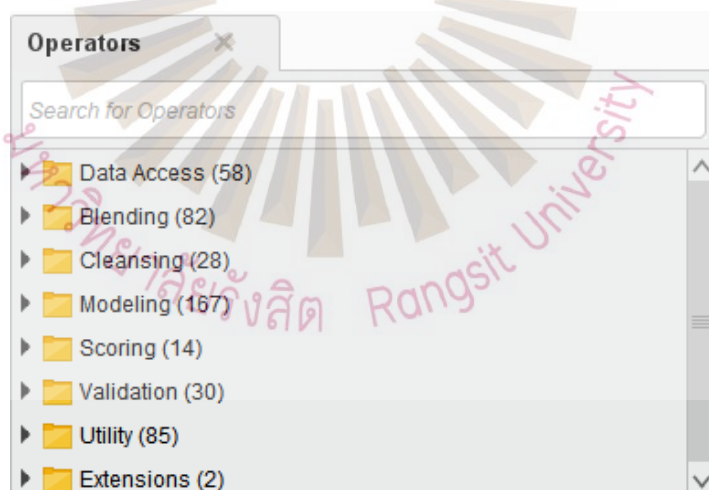 Operators
Search for Operators
Data Access (58)
Blending (82)
Cleansing (28)
Modeling (167)
Scoring (14)
Validation (30)
Utility (85)
Extensions (2)
มหาวิทยาลัยรังสิต Rangsit University